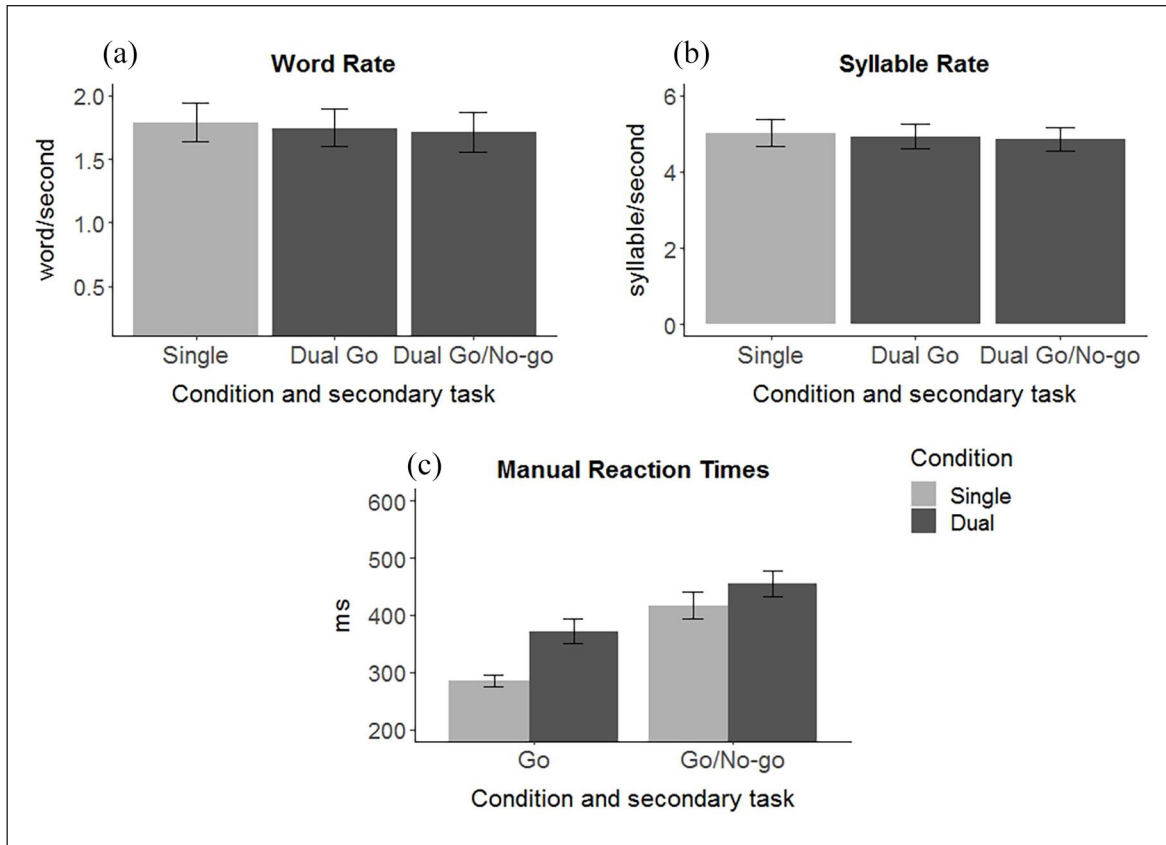 (a)
Word Rate
word/second
2.0
1.5
1.0
0.5
Single Dual Go Dual Go/No-go
Condition and secondary task
(b)
Syllable Rate
syllable/second
6
4
2
0
Single Dual Go Dual Go/No-go
Condition and secondary task
(c)
Manual Reaction Times
ms
600
500
400
300
200
Go Go/No-go
Condition and secondary task
Condition
Single
Dual